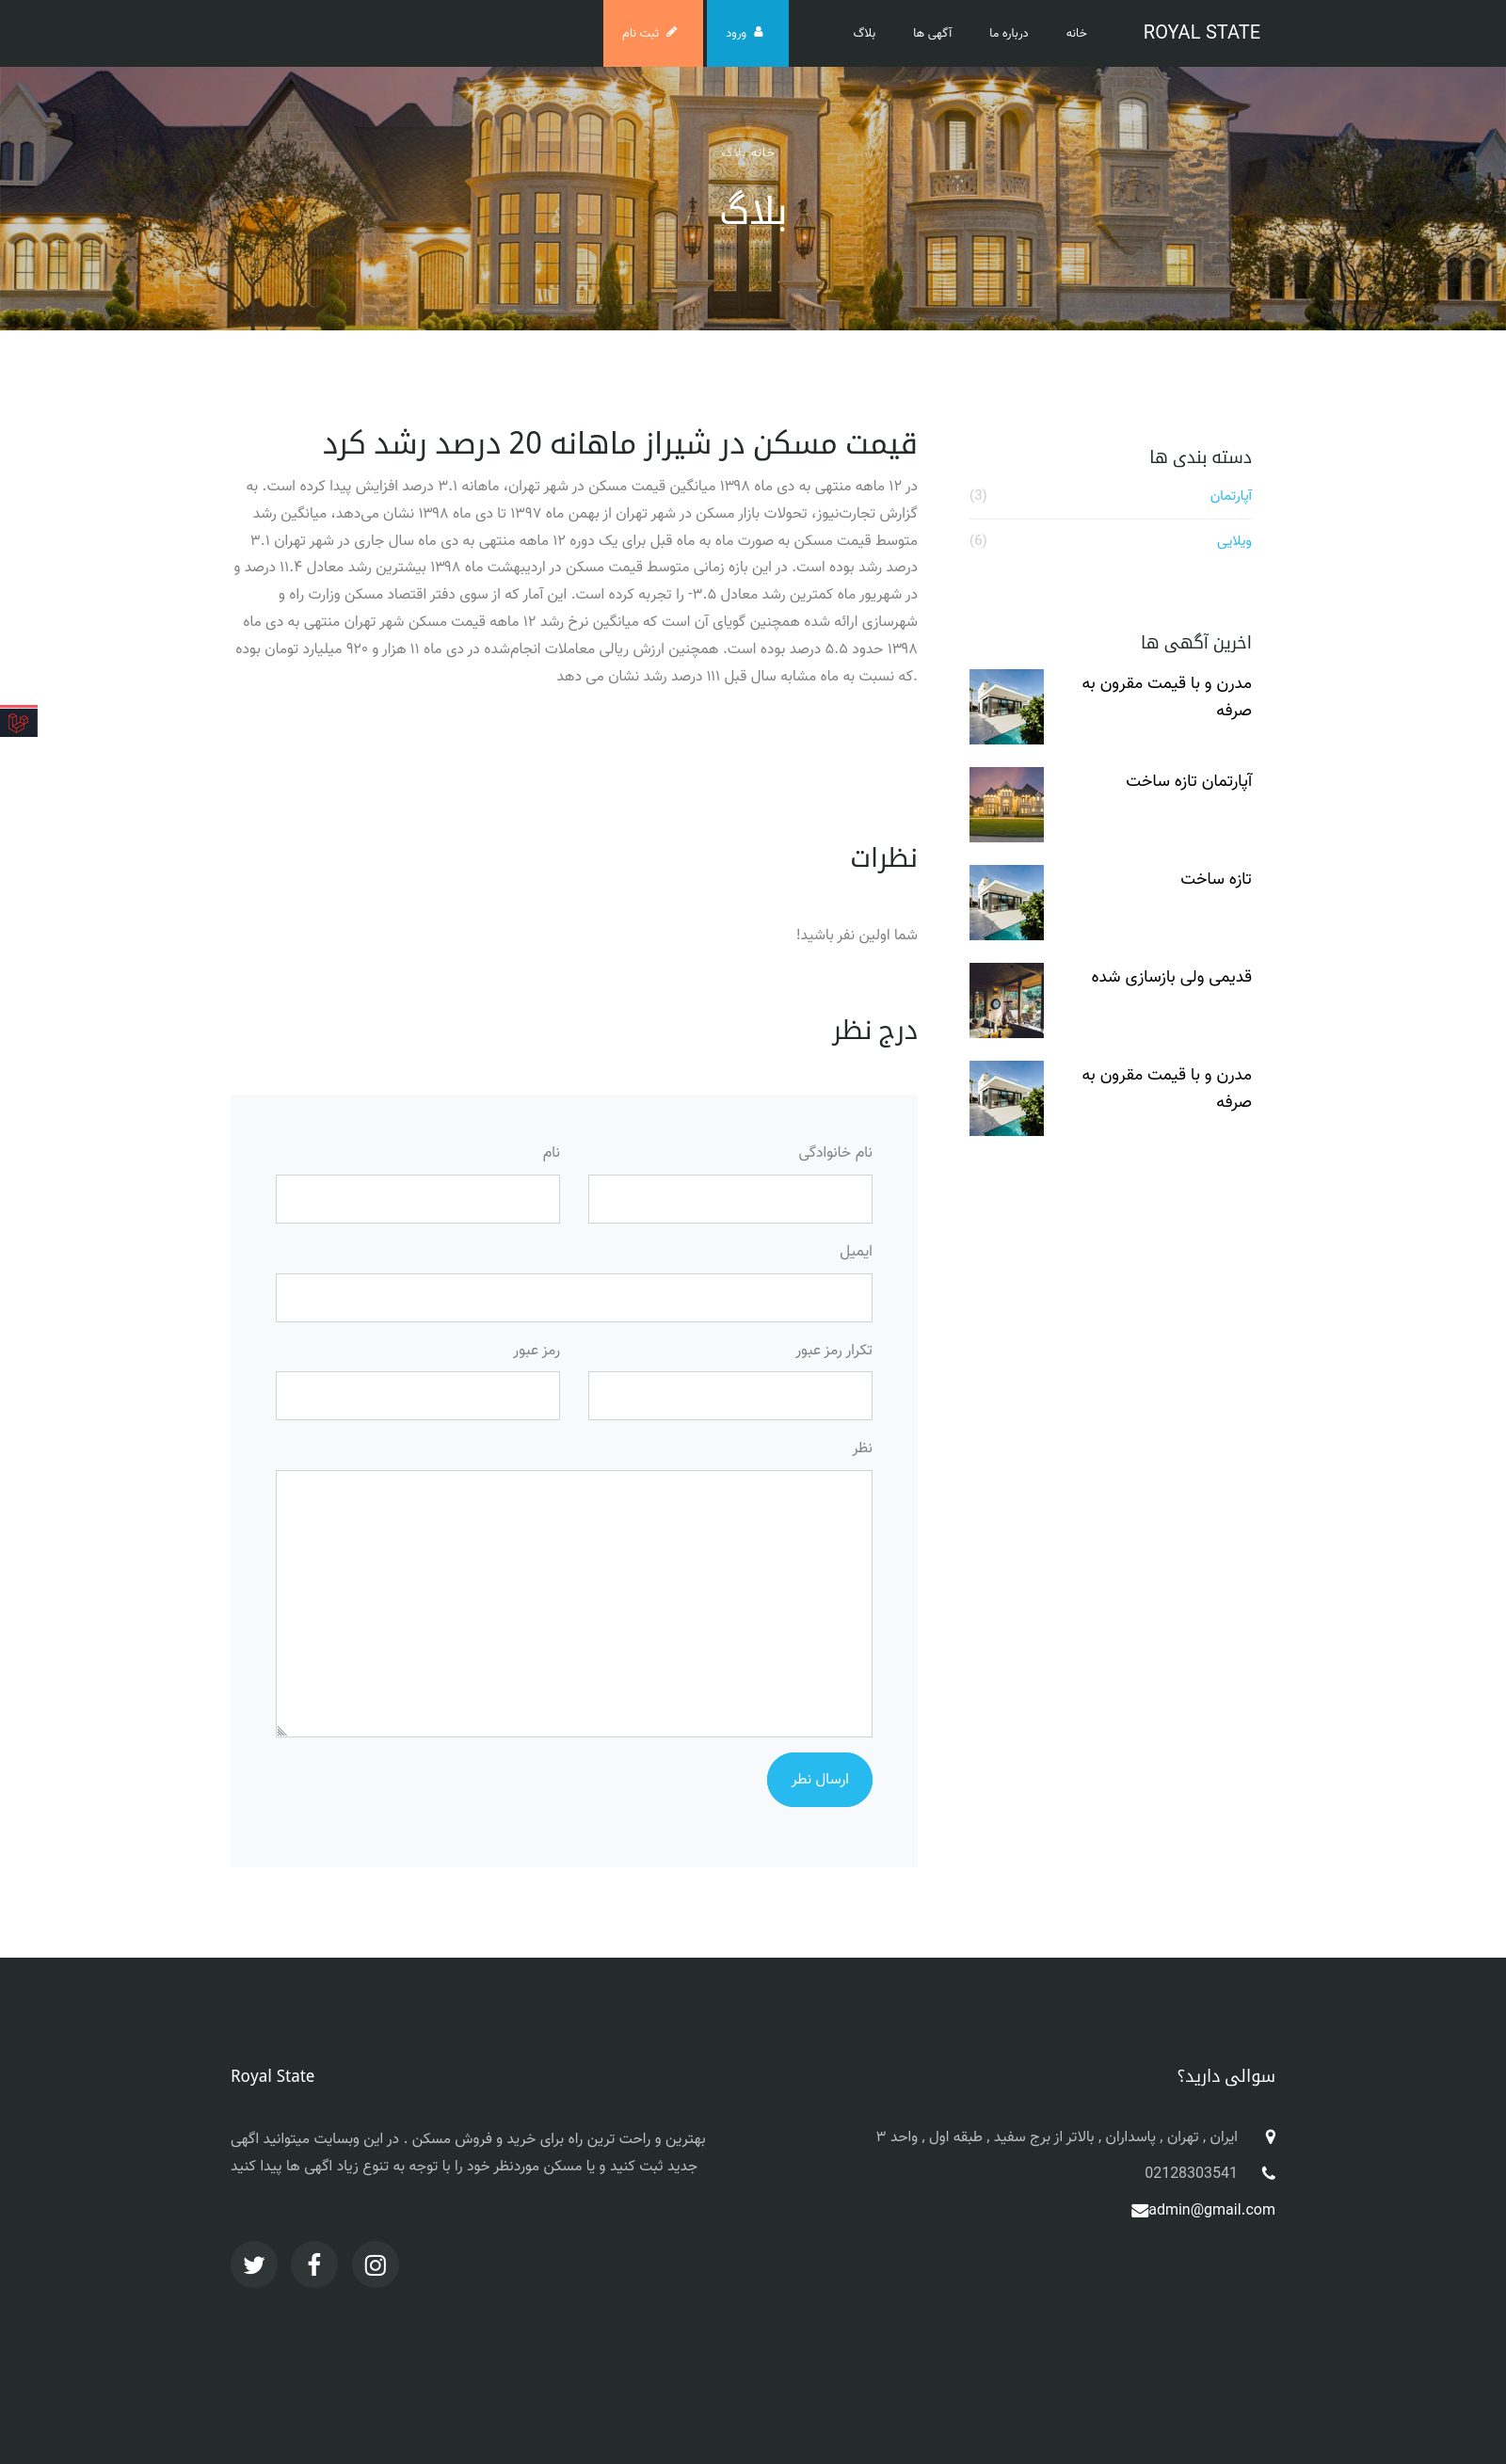 ROYAL STATE
خانه
درباره ما
آگهی ها
بلاگ
ورود
ثبت نام
خانه بلاگ
بلاگ
قیمت مسکن در شیراز ماهانه 20 درصد رشد کرد
در ۱۲ ماهه منتهی به دی ماه ۱۳۹۸ میانگین قیمت مسکن در شهر تهران، ماهانه ۳.۱ درصد افزایش پیدا کرده است. به
گزارش تجارت‌نیوز، تحولات بازار مسکن در شهر تهران از بهمن ماه ۱۳۹۷ تا دی ماه ۱۳۹۸ نشان می‌دهد، میانگین رشد
متوسط قیمت مسکن به صورت ماه به ماه قبل برای یک دوره ۱۲ ماهه منتهی به دی ماه سال جاری در شهر تهران ۳.۱
درصد رشد بوده است. در این بازه زمانی متوسط قیمت مسکن در اردیبهشت ماه ۱۳۹۸ بیشترین رشد معادل ۱۱.۴ درصد و
در شهریور ماه کمترین رشد معادل ۳.۵- را تجربه کرده است. این آمار که از سوی دفتر اقتصاد مسکن وزارت راه و
شهرسازی ارائه شده همچنین گویای آن است که میانگین نرخ رشد ۱۲ ماهه قیمت مسکن شهر تهران منتهی به دی ماه
۱۳۹۸ حدود ۵.۵ درصد بوده است. همچنین ارزش ریالی معاملات انجام‌شده در دی ماه ۱۱ هزار و ۹۲۰ میلیارد تومان بوده
.که نسبت به ماه مشابه سال قبل ۱۱۱ درصد رشد نشان می دهد
نظرات
شما اولین نفر باشید!
درج نظر
نام خانوادگی
نام
ایمیل
تکرار رمز عبور
رمز عبور
نظر
ارسال نظر
دسته بندی ها
آپارتمان
(3)
ویلایی
(6)
اخرین آگهی ها
مدرن و با قیمت مقرون به
صرفه
آپارتمان تازه ساخت
تازه ساخت
قدیمی ولی بازسازی شده
مدرن و با قیمت مقرون به
صرفه
سوالی دارید؟
ایران , تهران , پاسداران , بالاتر از برج سفید , طبقه اول , واحد ۳
02128303541
admin@gmail.com
Royal State
بهترین و راحت ترین راه برای خرید و فروش مسکن . در این وبسایت میتوانید اگهی
جدید ثبت کنید و یا مسکن موردنظر خود را با توجه به تنوع زیاد اگهی ها پیدا کنید